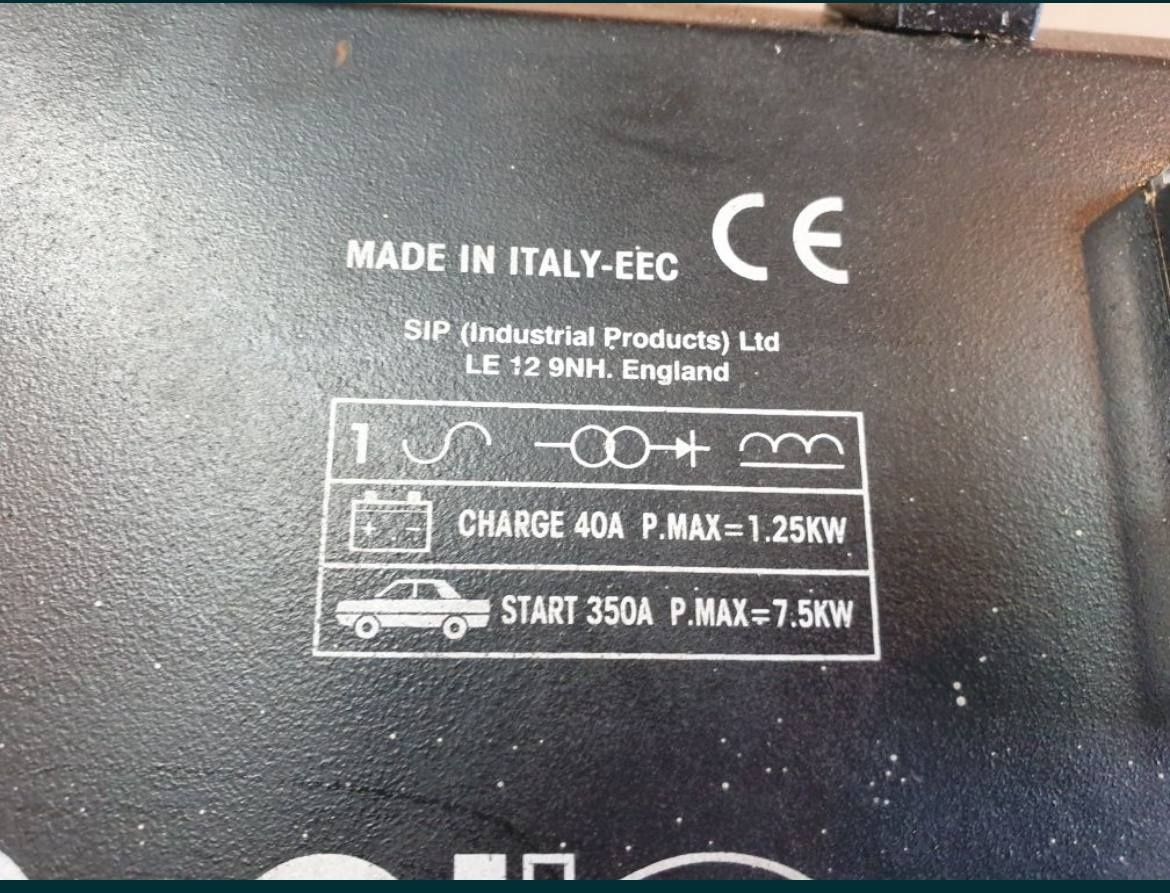 MADE IN ITALY-EEC CE
SIP (Industrial Products) Ltd
LE 12 9NH. England
1
+ - CHARGE 40A P.MAX=1.25KW
START 350A P.MAX=7.5KW